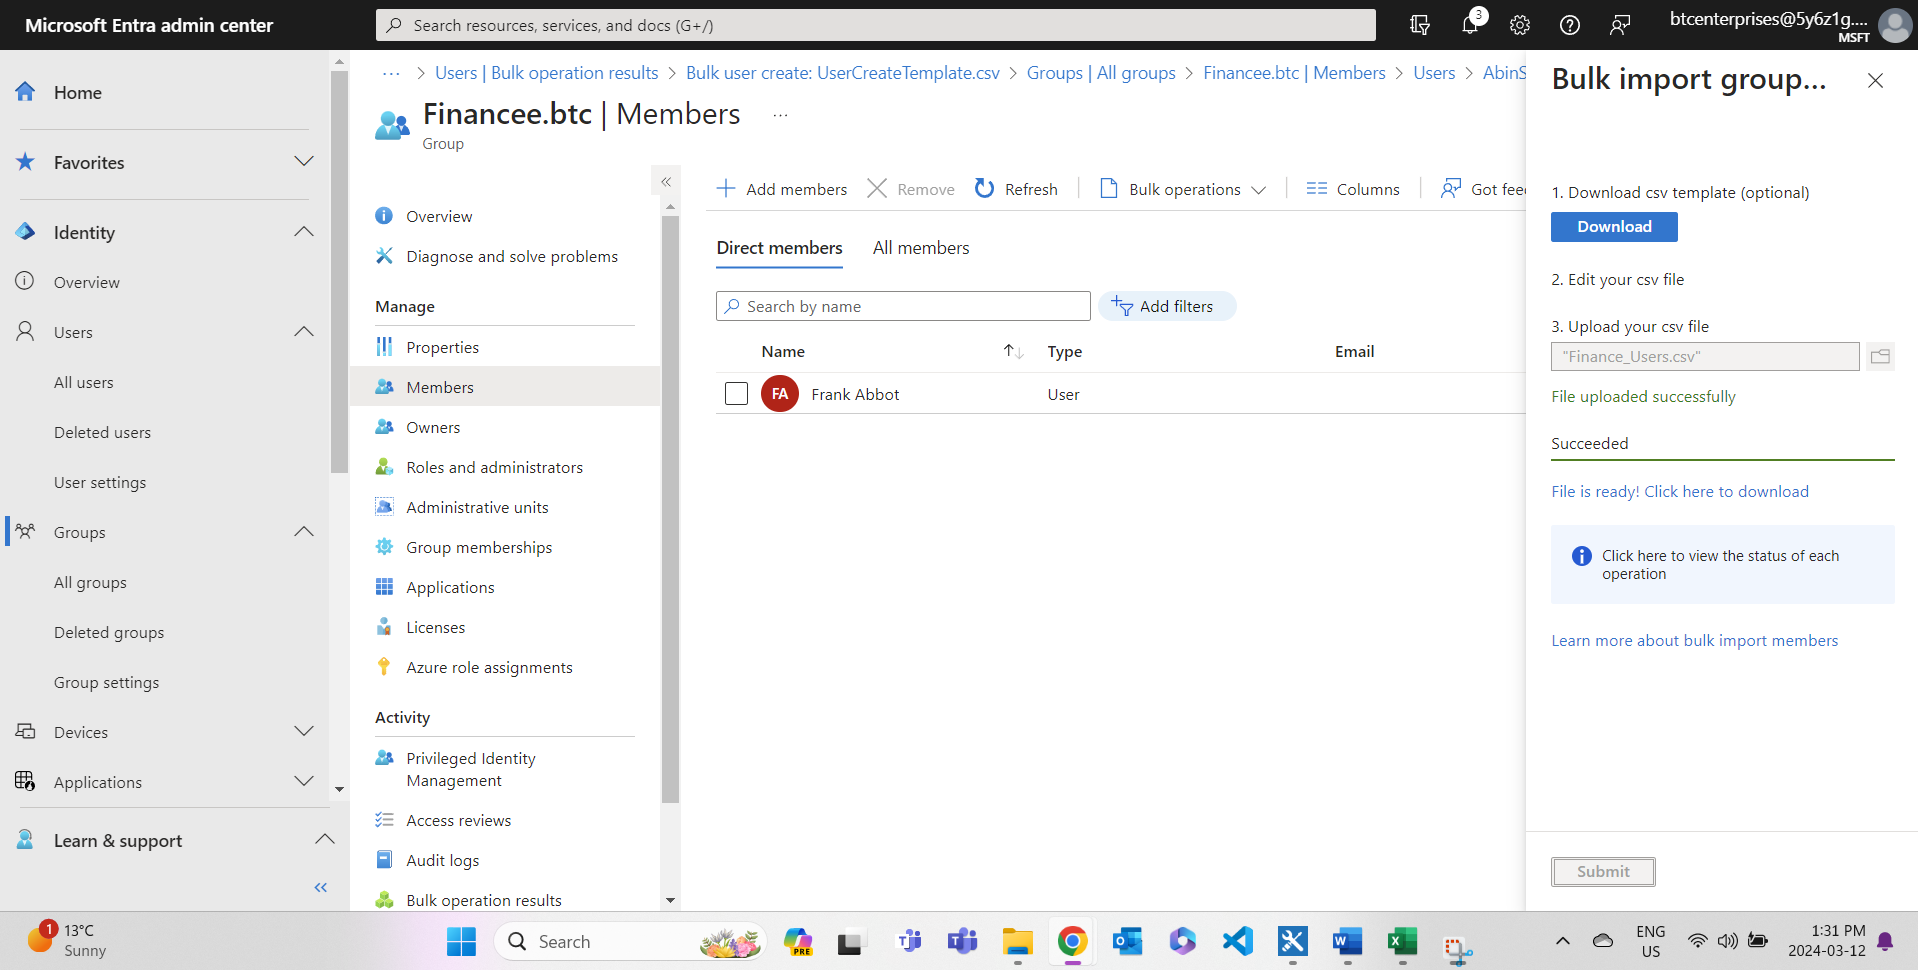 Microsoft Entra admin center
Search resources, services, and docs (G+/)
3
btcenterprises@5y6z1g....
MSFT
Home
Favorites
Identity
Overview
Users
All users
Deleted users
User settings
Groups
All groups
Deleted groups
Group settings
Devices
Applications
Learn & support
... > Users | Bulk operation results > Bulk user create: UserCreateTemplate.csv > Groups | All groups > Financee.btc | Members > Users > AbinS
Financee.btc | Members ...
Group
Overview
Diagnose and solve problems
Manage
Properties
Members
Owners
Roles and administrators
Administrative units
Group memberships
Applications
Licenses
Azure role assignments
Activity
Privileged Identity
Management
Access reviews
Audit logs
Bulk operation results
Add members Remove Refresh Bulk operations Columns Got fee
Direct members All members
Search by name Add filters
Name Type Email
FA Frank Abbot User
Bulk import group...
1. Download csv template (optional)
Download
2. Edit your csv file
3. Upload your csv file
"Finance_Users.csv"
File uploaded successfully
Succeeded
File is ready! Click here to download
Click here to view the status of each
operation
Learn more about bulk import members
Submit
1
13°C
Sunny
Search
PRE
ENG
US
1:31 PM
2024-03-12